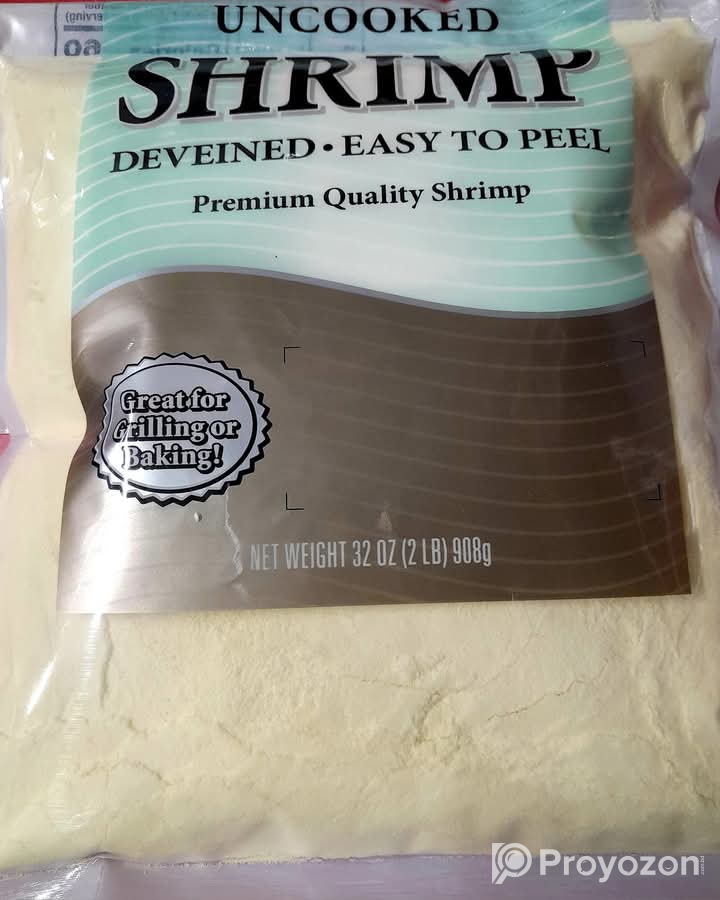 UNCOOKED
SHRIMP
DEVEINED • EASY TO PEEL
Premium Quality Shrimp
Great for
Grilling or
Baking!
NET WEIGHT 32 OZ (2 LB) 908g
Proyozon